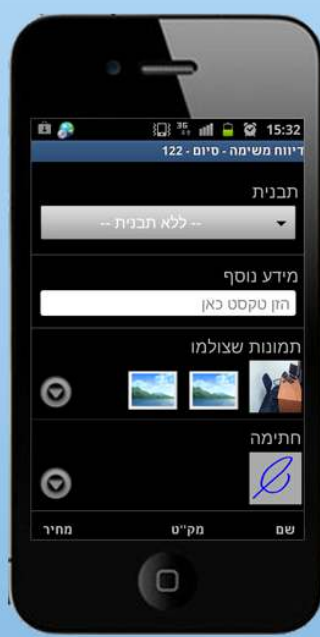 3G 15:32
דיווח משימה - סיום - 122
תבנית
-- ללא תבנית --
מידע נוסף
הזן טקסט כאן
תמונות שצולמו
חתימה
שם מק"ט מחיר